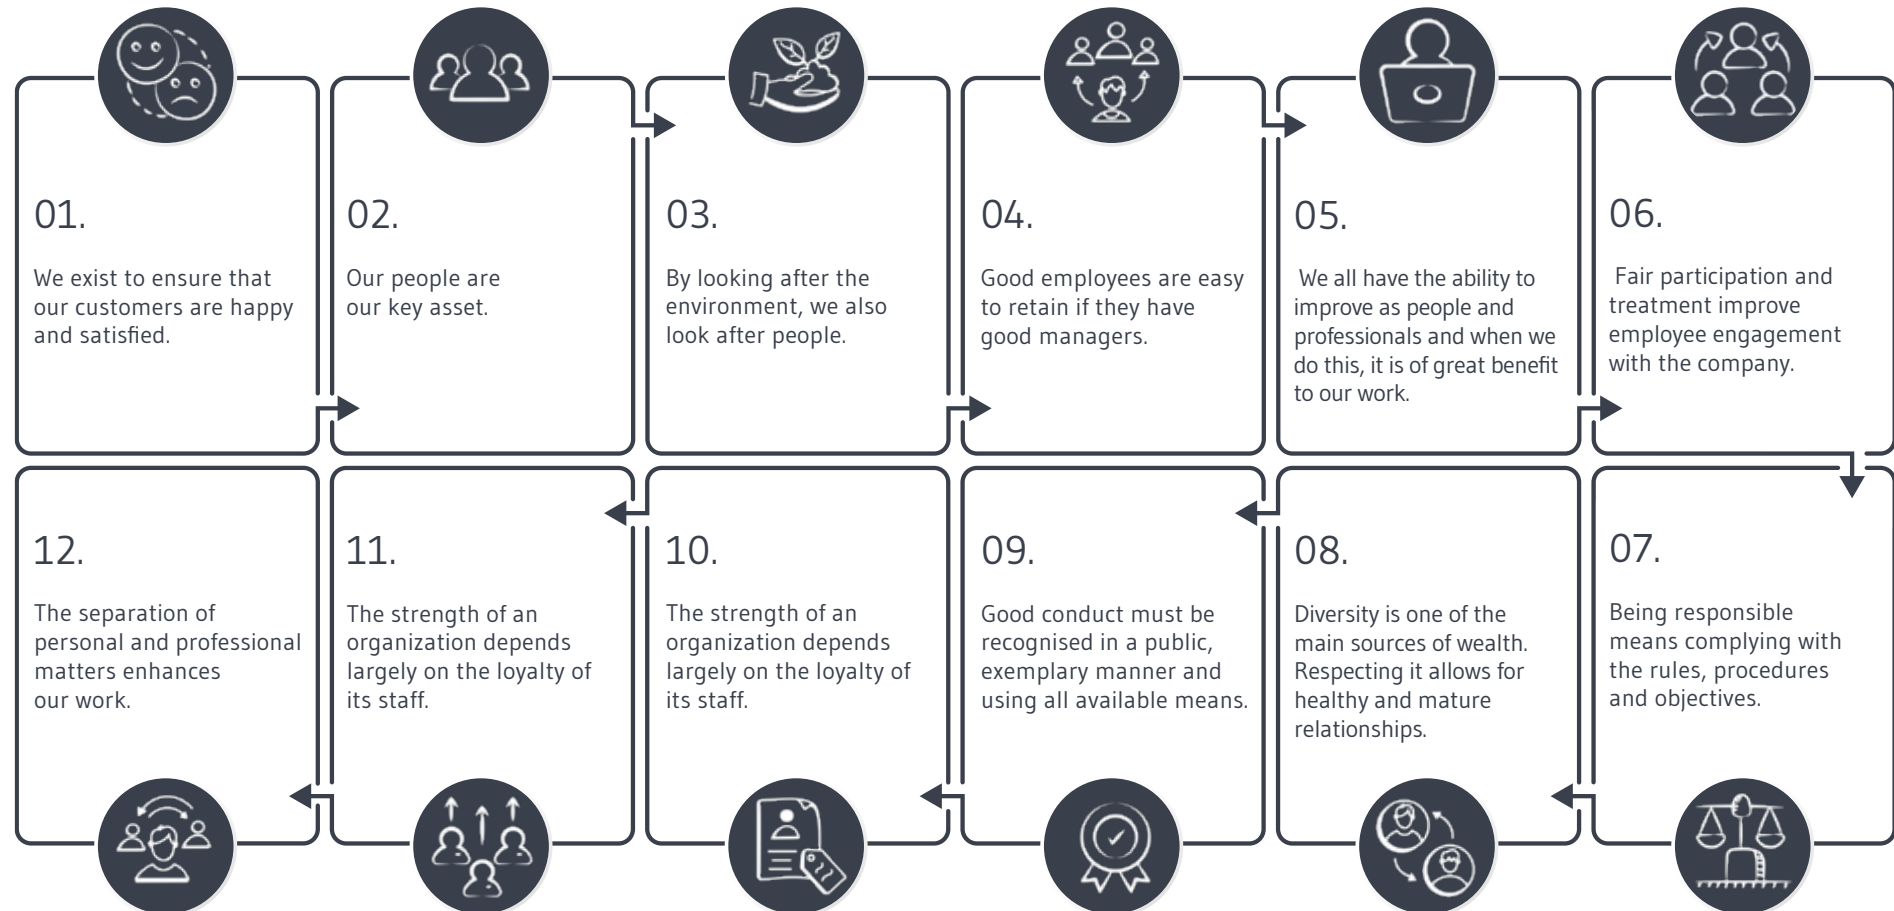 01.
We exist to ensure that
our customers are happy
and satisfied.
02.
Our people are
our key asset.
03.
By looking after the
environment, we also
look after people.
04.
Good employees are easy
to retain if they have
good managers.
05.
We all have the ability to
improve as people and
professionals and when we
do this, it is of great benefit
to our work.
06.
Fair participation and
treatment improve
employee engagement
with the company.
07.
Being responsible
means complying with
the rules, procedures
and objectives.
08.
Diversity is one of the
main sources of wealth.
Respecting it allows for
healthy and mature
relationships.
09.
Good conduct must be
recognised in a public,
exemplary manner and
using all available means.
10.
The strength of an
organization depends
largely on the loyalty of
its staff.
11.
The strength of an
organization depends
largely on the loyalty of
its staff.
12.
The separation of
personal and professional
matters enhances
our work.